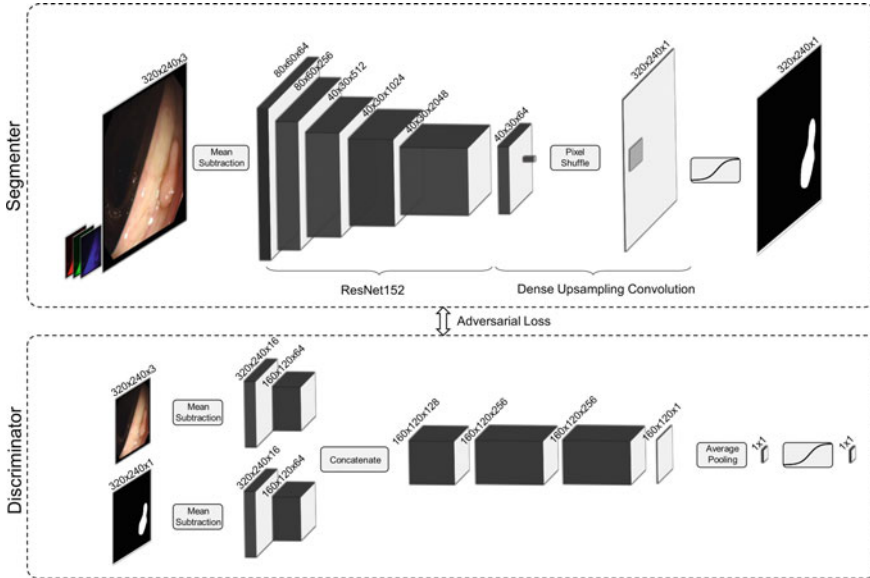 Segmenter
320x240x3
Mean
Subtraction
80x60x64
80x60x256
40x30x512
40x30x1024
40x30x2048
40x30x64
Pixel
Shuffle
320x240x1
320x240x1
ResNet152
Dense Upsampling Convolution
Adversarial Loss
Discriminator
320x240x3
Mean
Subtraction
320x240x16
160x120x64
320x240x1
Mean
Subtraction
320x240x16
160x120x64
Concatenate
160x120x128
160x120x256
160x120x256
160x120x1
Average
Pooling
1x1
1x1